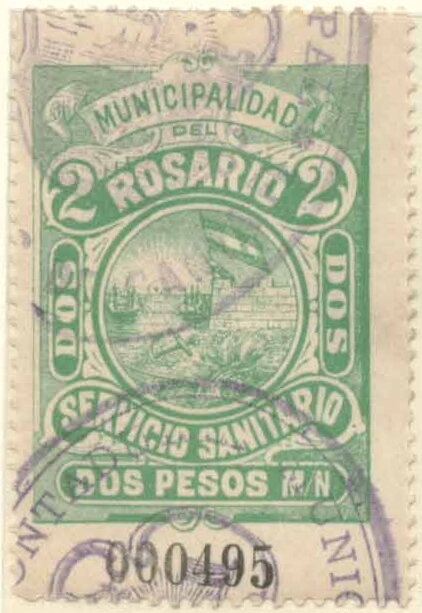 MUNICIPALIDAD
DEL
2 ROSARIO 2
DOS DOS
SERVICIO SANITARIO
DOS PESOS M/N
000495